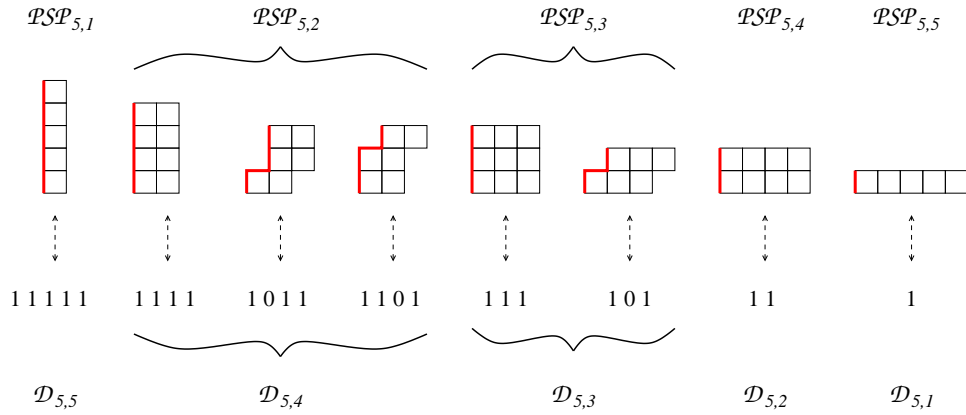 𝒫𝒮𝒫5,1 𝒫𝒮𝒫5,2 𝒫𝒮𝒫5,3 𝒫𝒮𝒫5,4 𝒫𝒮𝒫5,5
1 1 1 1 1 1 1 1 1 1 0 1 1 1 1 0 1 1 1 1 1 0 1 1 1 1
𝒟5,5 𝒟5,4 𝒟5,3 𝒟5,2 𝒟5,1